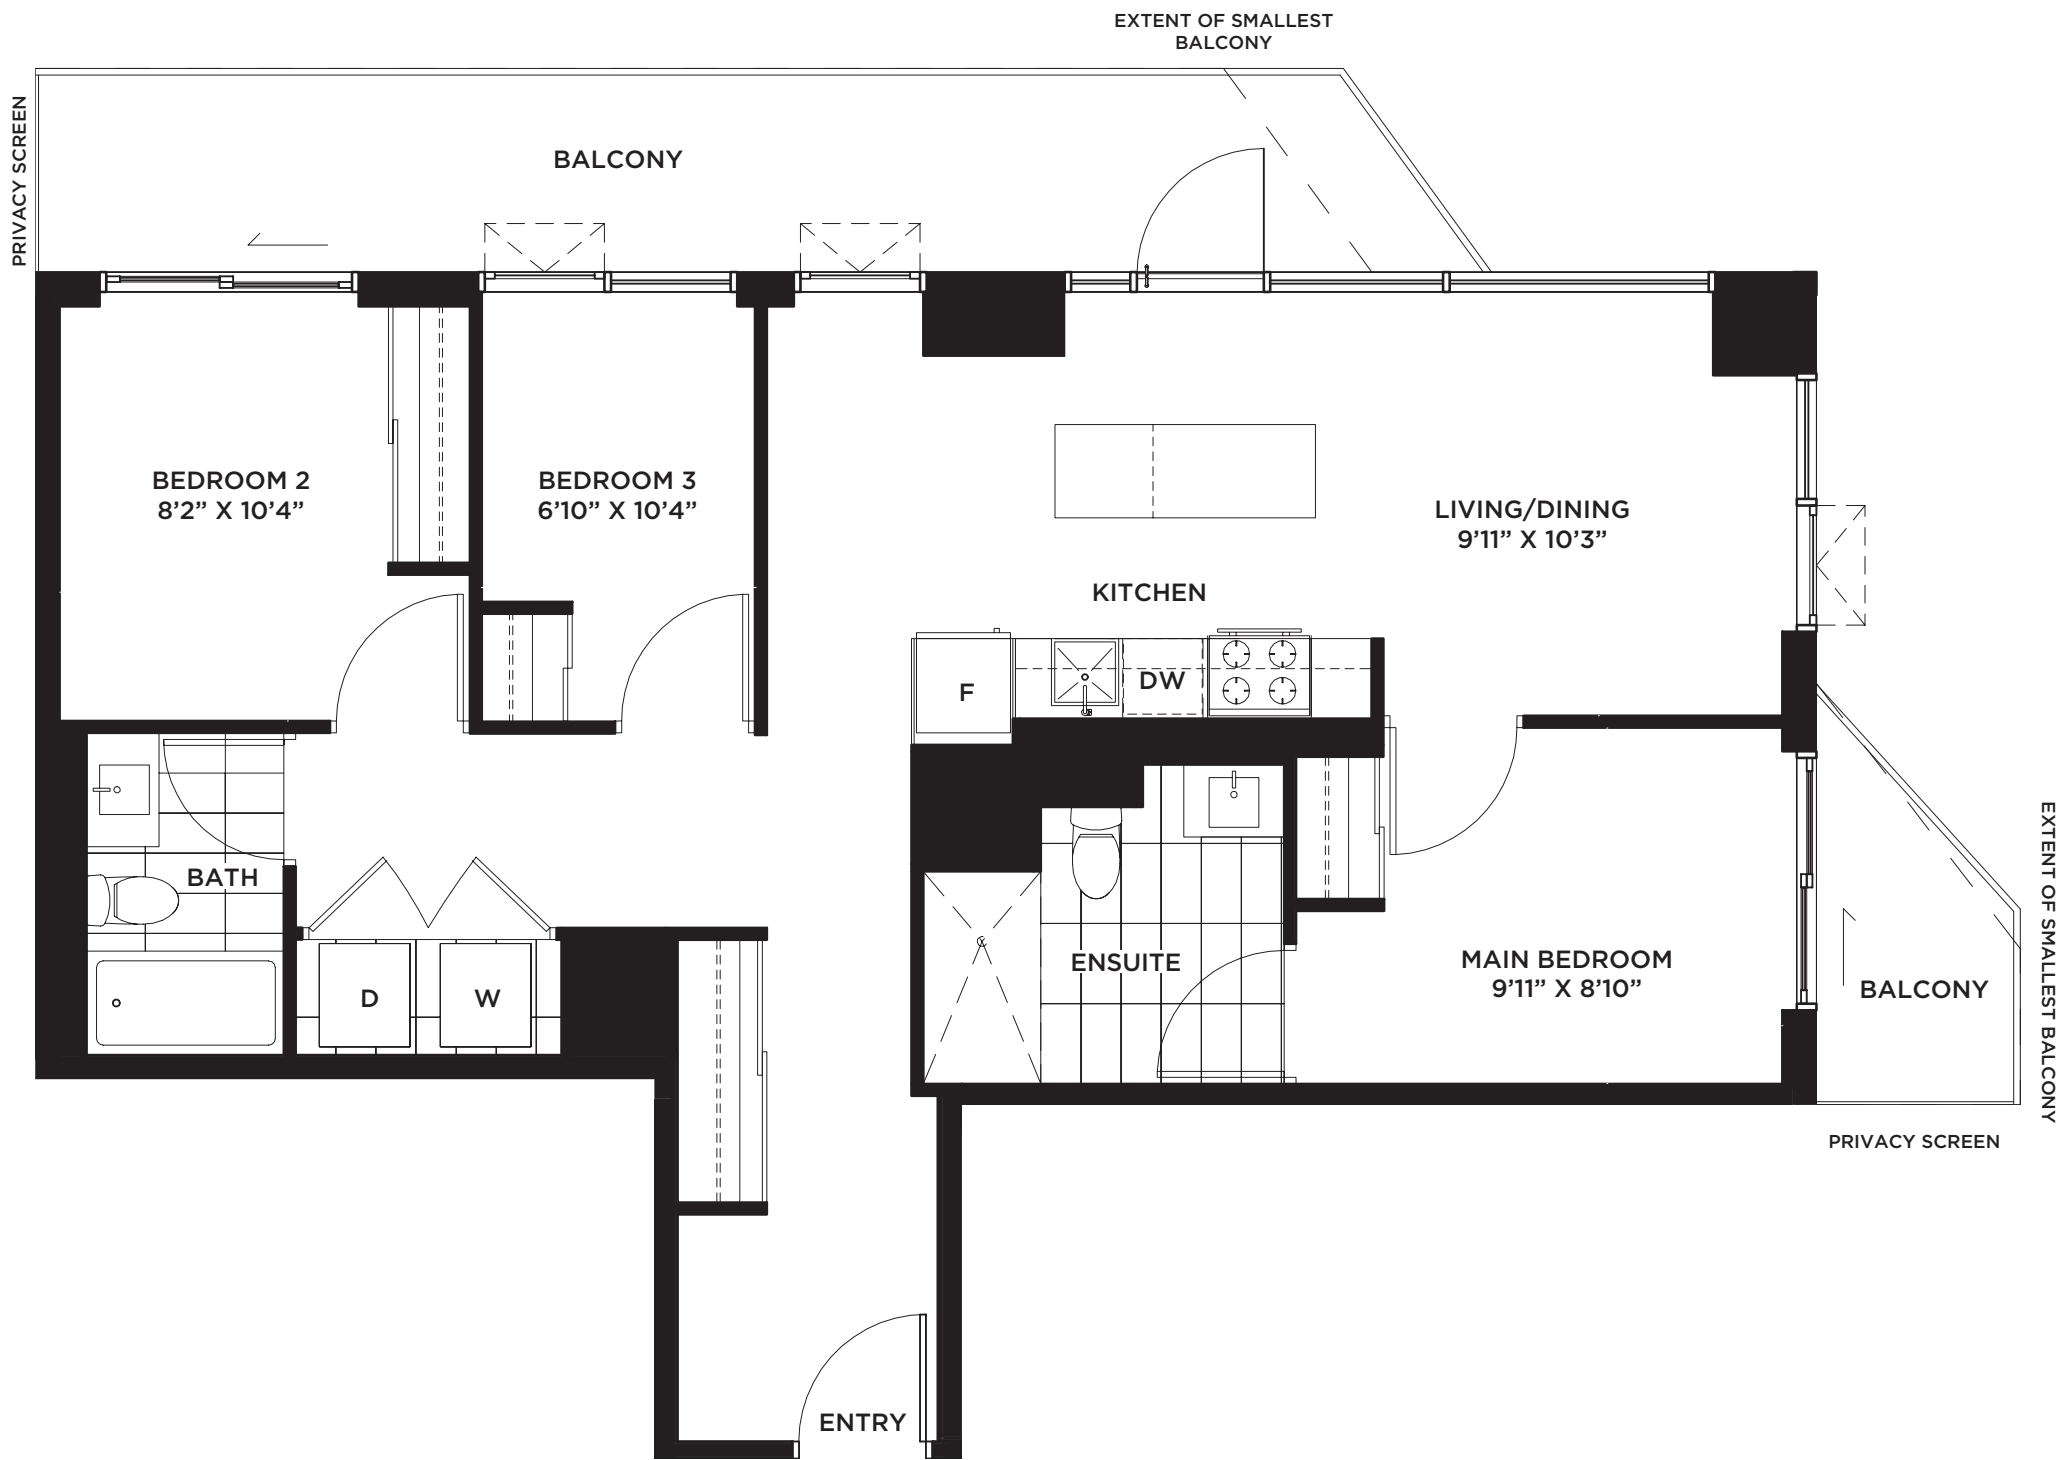 EXTENT OF SMALLEST
BALCONY
PRIVACY SCREEN
BALCONY
BEDROOM 2
8’2” X 10’4”
BEDROOM 3
6’10” X 10’4”
LIVING/DINING
9’11” X 10’3”
KITCHEN
F
DW
BATH
D
W
ENSUITE
MAIN BEDROOM
9’11” X 8’10”
BALCONY
EXTENT OF SMALLEST BALCONY
PRIVACY SCREEN
ENTRY